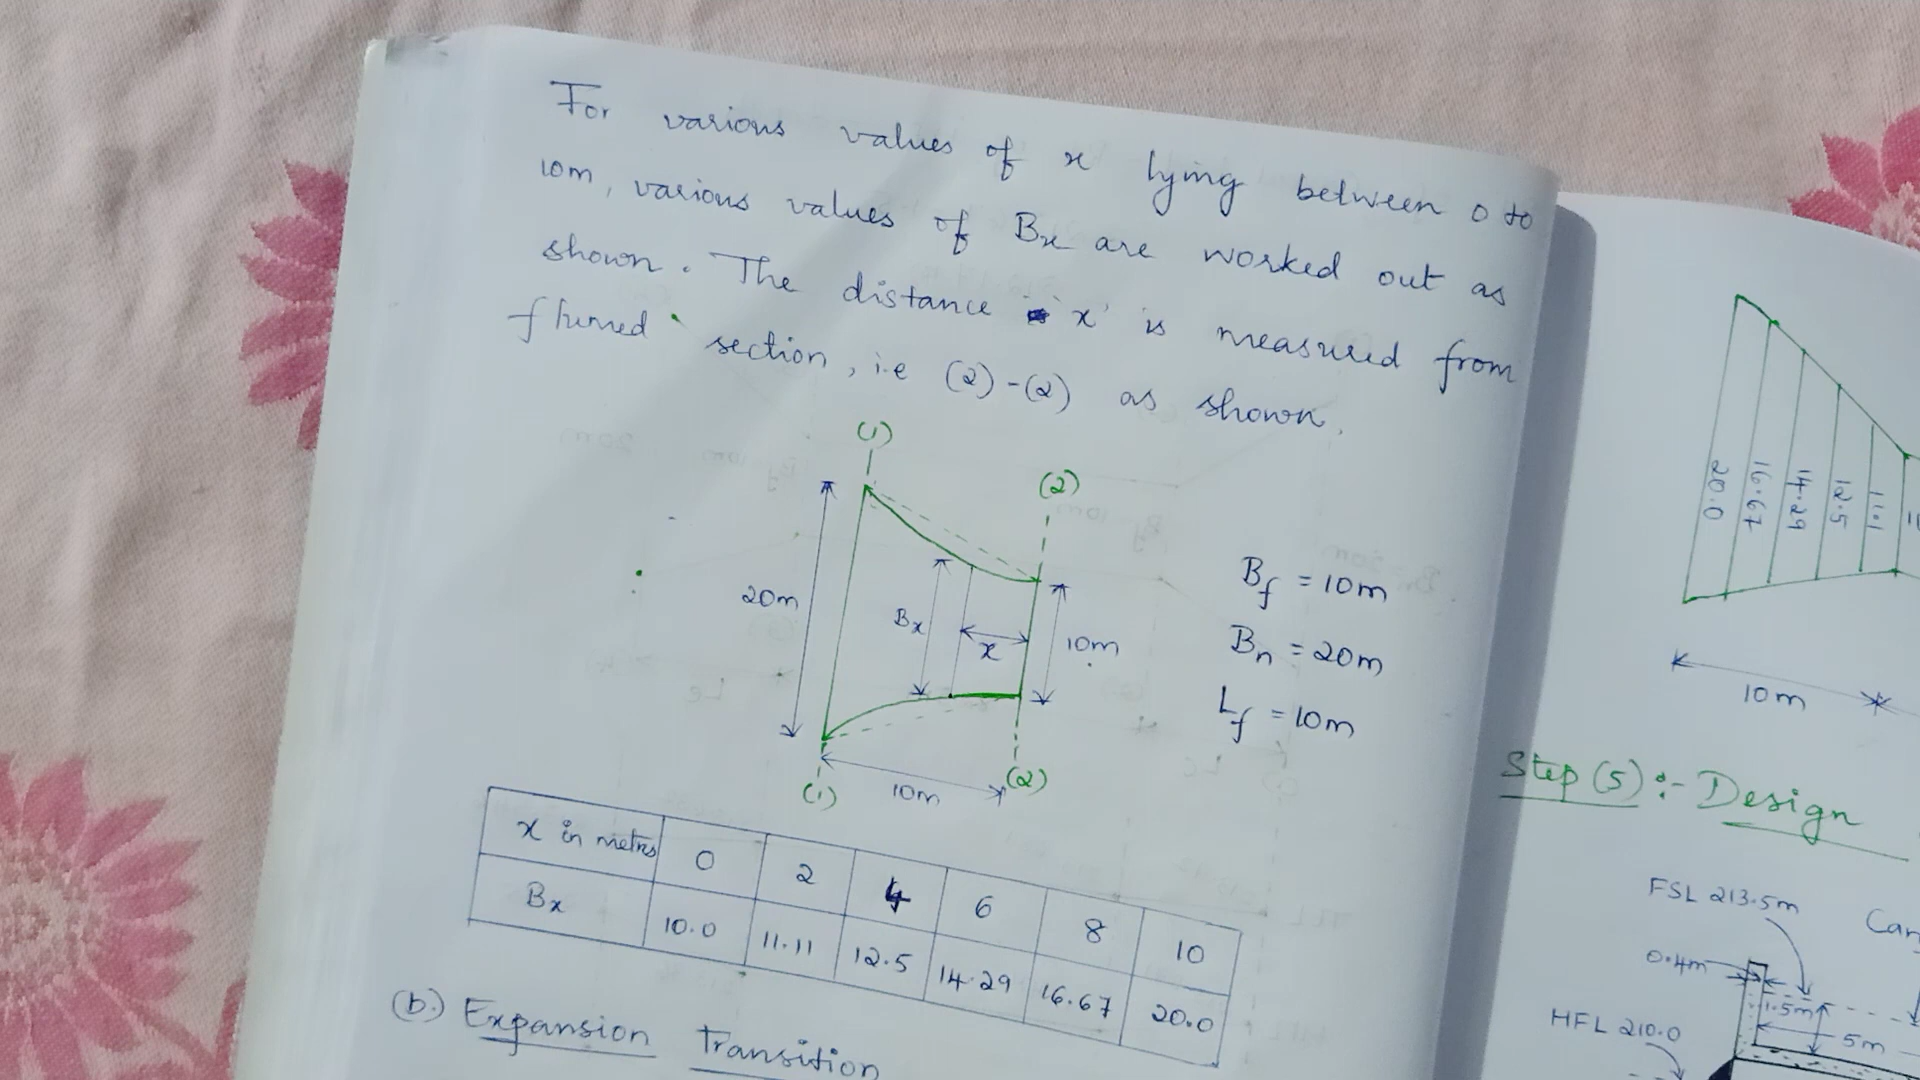 For various values of x lying between 0 to
10m, various values of Bx are worked out as
shown. The distance 'x' is measured from
flumed section, i.e (2)-(2) as shown.
(1)
(2)
20m
Bx
x
10m
Bf = 10m
Bn = 20m
Lf = 10m
(1)
10m
(2)
x in metres 0 2 4 6 8 10
Bx 10.0 11.11 12.5 14.29 16.67 20.0
(b.) Expansion Transition
20.0
16.67
14.29
12.5
11.1
10m
Step (5):- Design
FSL 213.5m
0.4m
1.5m
HFL 210.0
5m